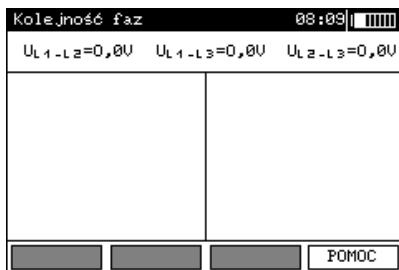 Kolejność faz 08:09
UL1-L2=0,0V UL1-L3=0,0V UL2-L3=0,0V
POMOC